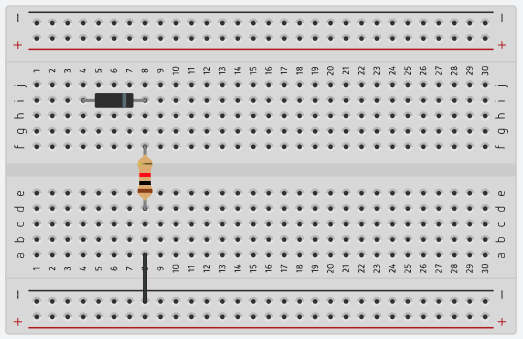 − −
+ +
1 2 3 4 5 6 7 8 9 10 11 12 13 14 15 16 17 18 19 20 21 22 23 24 25 26 27 28 29 30
j j
i i
h h
g g
f f
e e
d d
c c
b b
a a
1 2 3 4 5 6 7 8 9 10 11 12 13 14 15 16 17 18 19 20 21 22 23 24 25 26 27 28 29 30
− −
+ +